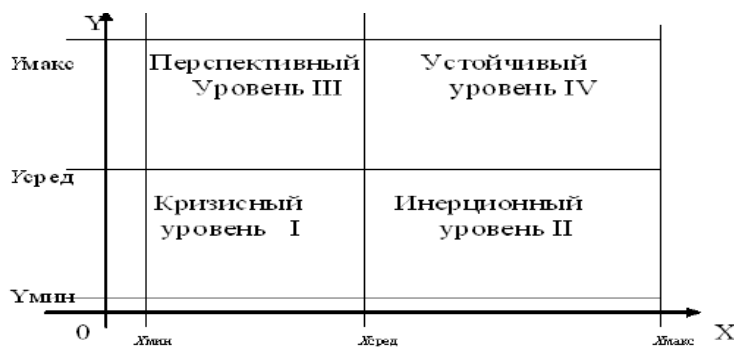 Y
Yмакс
Перспективный
Уровень III
Устойчивый
уровень IV
Yсред
Кризисный
уровень I
Инерционный
уровень II
Yмин
0
Xмин
Xсред
Xмакс
X